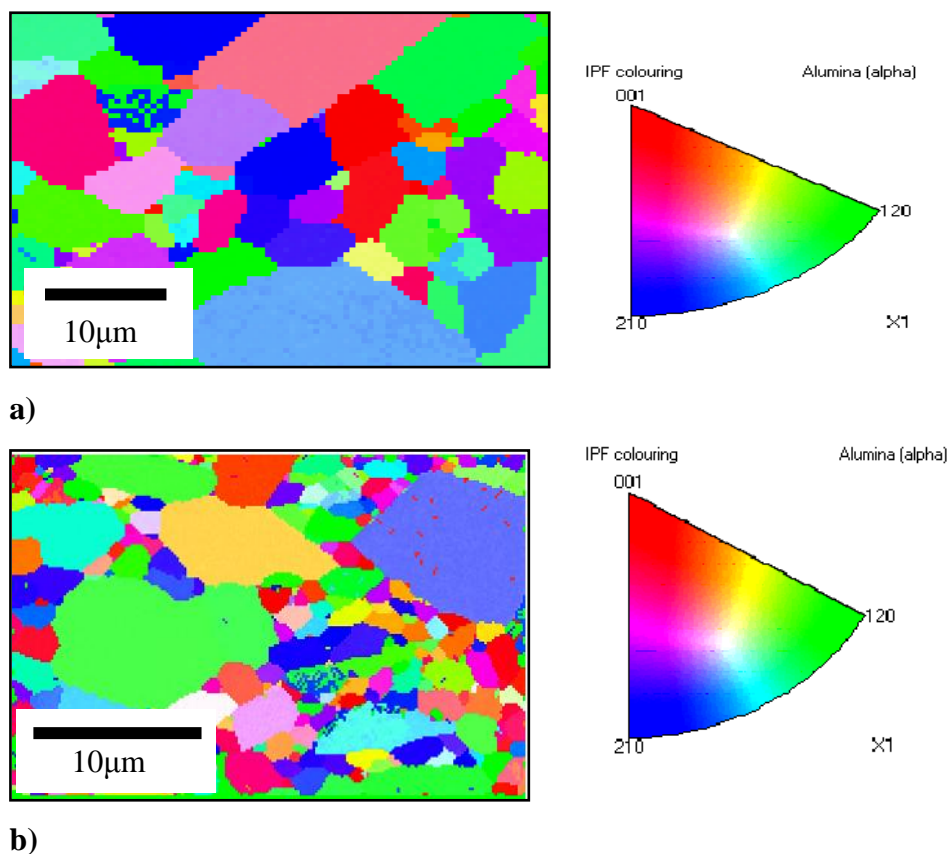 IPF colouring Alumina (alpha)
001
120
210 X1
10μm
a)
IPF colouring Alumina (alpha)
001
120
210 X1
10μm
b)